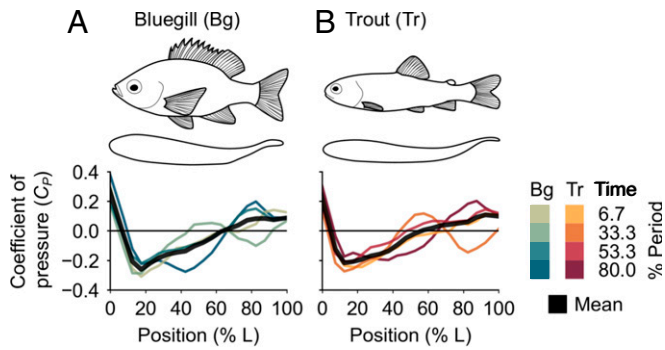 A Bluegill (Bg)
B Trout (Tr)
Coefficient of
pressure (CP)
0.4
0.2
0.0
−0.2
−0.4
0 20 40 60 80 100
Position (% L)
0 20 40 60 80 100
Position (% L)
Bg Tr Time
6.7
33.3
53.3
80.0
% Period
Mean